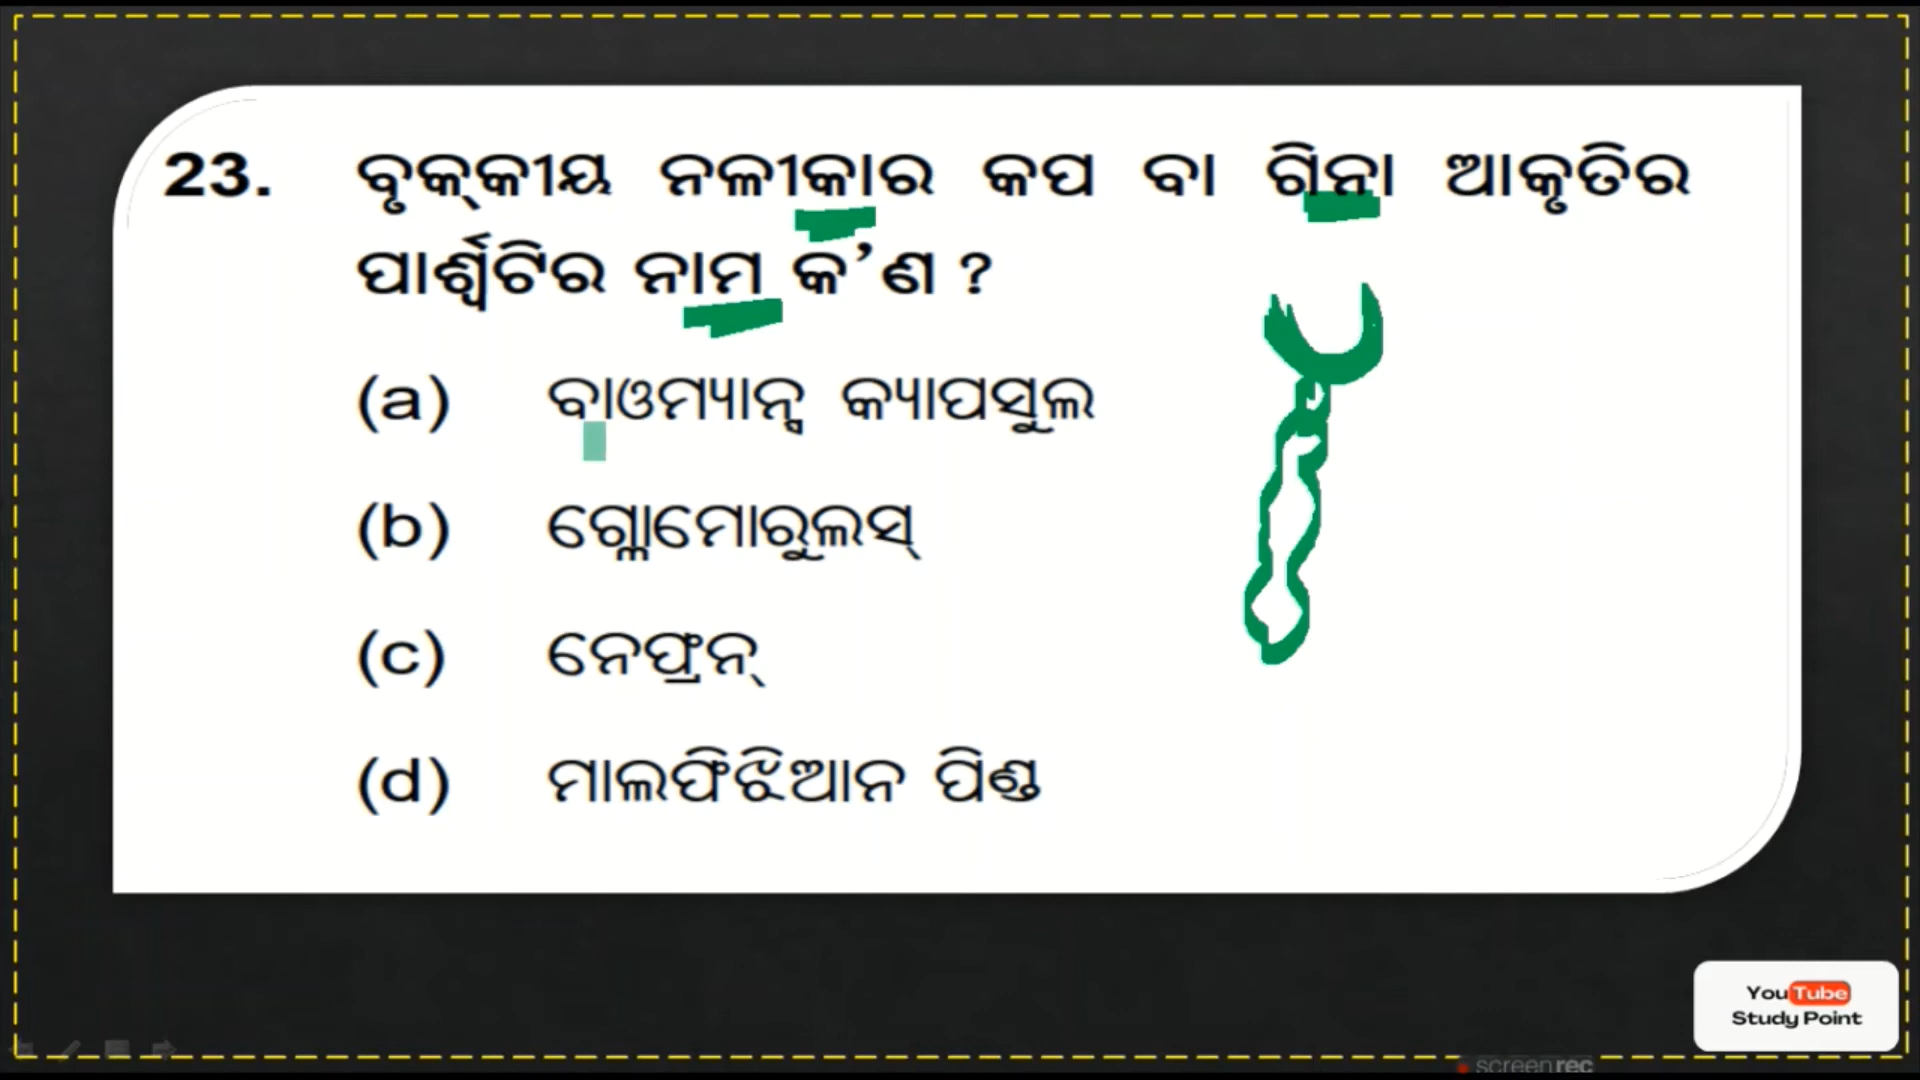 23. ବୃକ୍‌କୀୟ ନଳୀକାର କପ ବା ଗିନା ଆକୃତିର
ପାର୍ଶ୍ୱଟିର ନାମ କ’ଣ ?
(a) ବାଓମ୍ୟାନ୍ସ କ୍ୟାପସୁଲ
(b) ଗ୍ଲୋମୋରୁଲସ୍
(c) ନେଫ୍ରନ୍
(d) ମାଲଫିଝିଆନ ପିଣ୍ଡ
YouTube
Study Point
screenrec